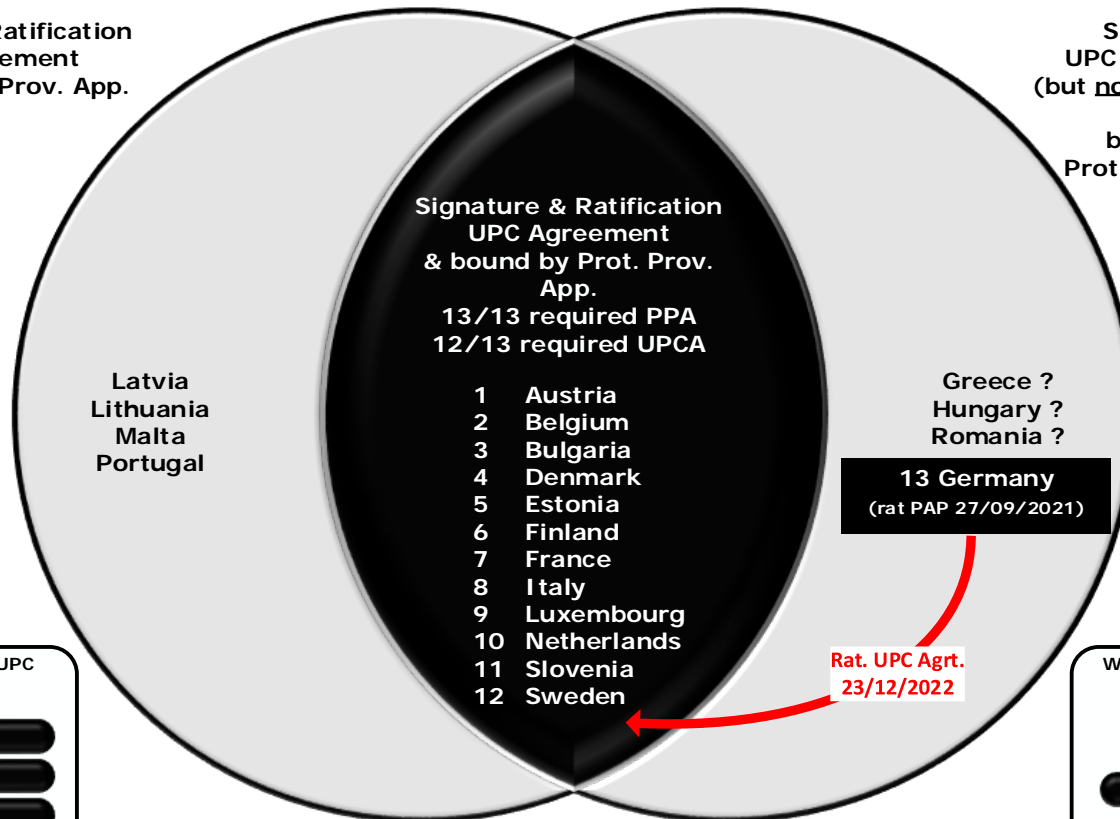 ement
Prov. App.
UPC
(but
Prot
Signature & Ratification
UPC Agreement
& bound by Prot. Prov.
App.
13/13 required PPA
12/13 required UPCA
Latvia
Lithuania
Malta
Portugal
1 Austria
2 Belgium
3 Bulgaria
4 Denmark
5 Estonia
6 Finland
7 France
8 Italy
9 Luxembourg
10 Netherlands
11 Slovenia
12 Sweden
Greece ?
Hungary ?
Romania ?
13 Germany
(rat PAP 27/09/2021)
Rat. UPC Agrt.
23/12/2022
UPC
W